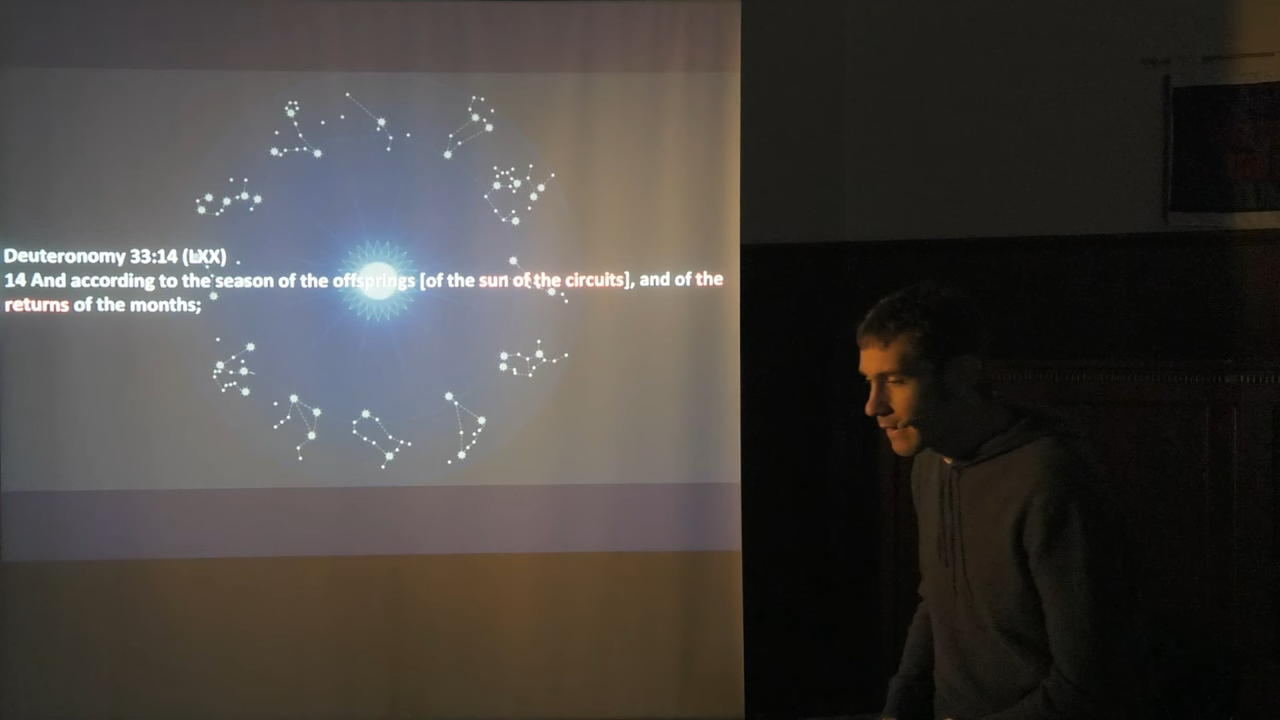 Deuteronomy 33:14 (LXX)
14 And according to the season of the offsprings [of the sun of the circuits], and of the
returns of the months;